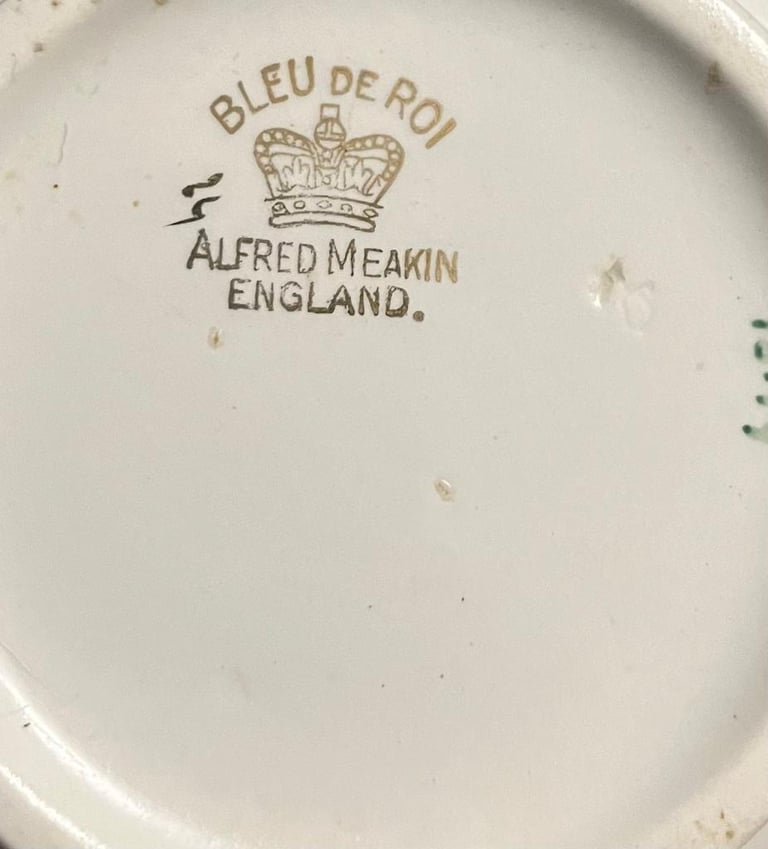 BLEU DE ROI
ALFRED MEAKIN
ENGLAND.